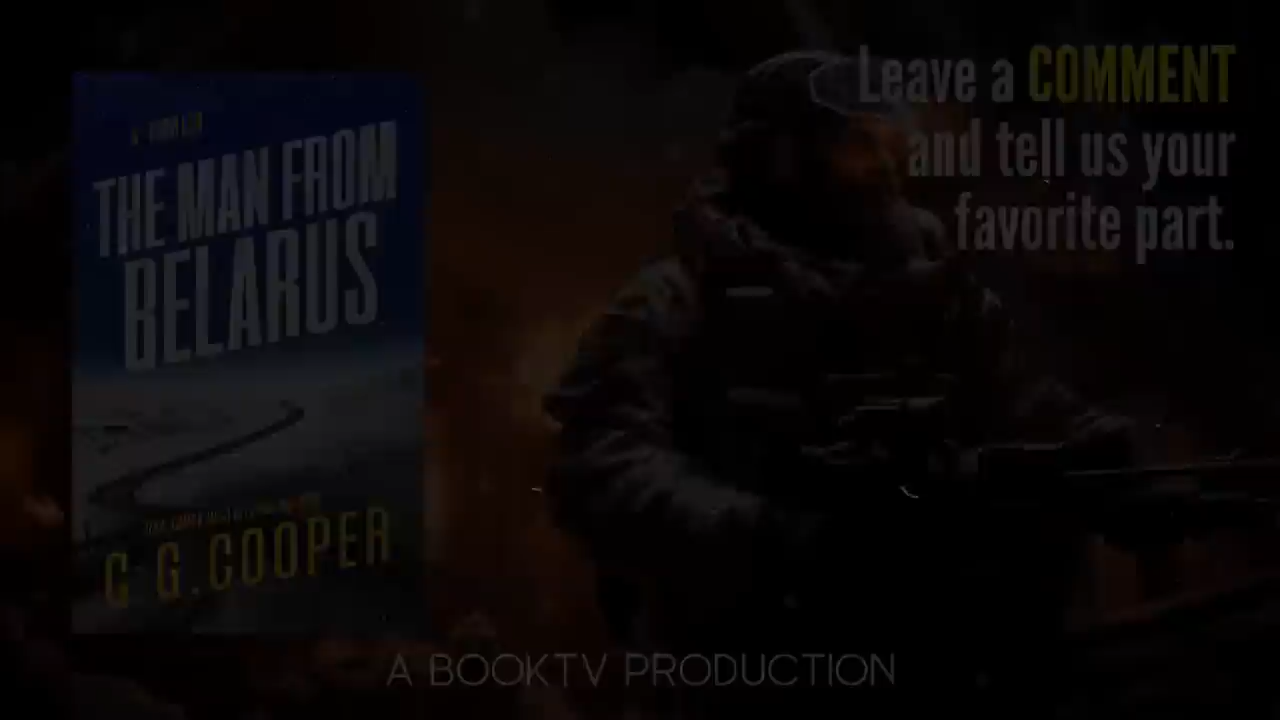 THE MAN FROM
BELARUS
C. G. COOPER
Leave a COMMENT
and tell us your
favorite part.
A BOOKTV PRODUCTION